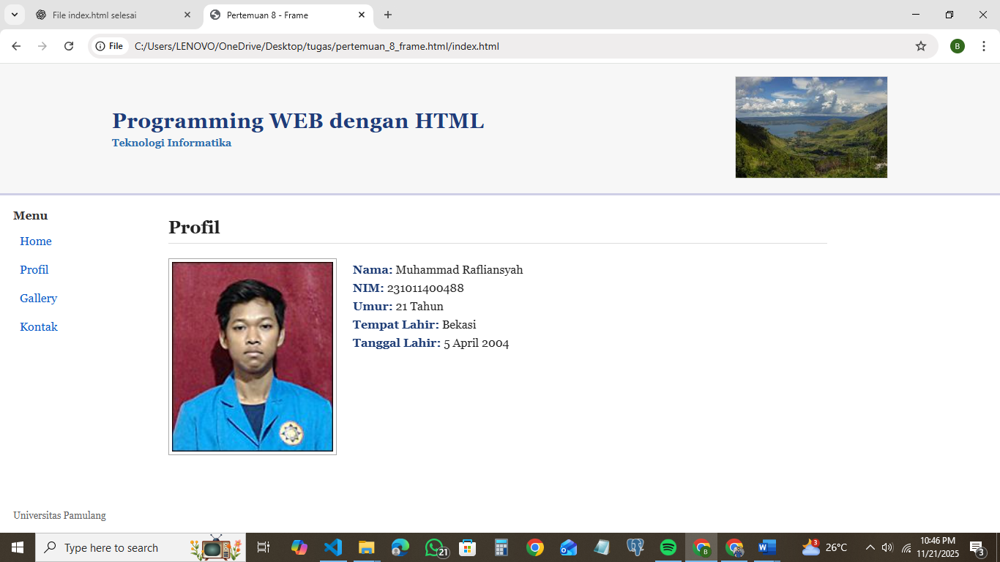 File index.html selesai
Pertemuan 8 - Frame
File
C:/Users/LENOVO/OneDrive/Desktop/tugas/pertemuan_8_frame.html/index.html
B
Programming WEB dengan HTML
Teknologi Informatika
Menu
Home
Profil
Gallery
Kontak
Profil
Nama: Muhammad Rafliansyah
NIM: 231011400488
Umur: 21 Tahun
Tempat Lahir: Bekasi
Tanggal Lahir: 5 April 2004
Universitas Pamulang
Type here to search
21
B
W
3
26°C
10:46 PM
11/21/2025
3